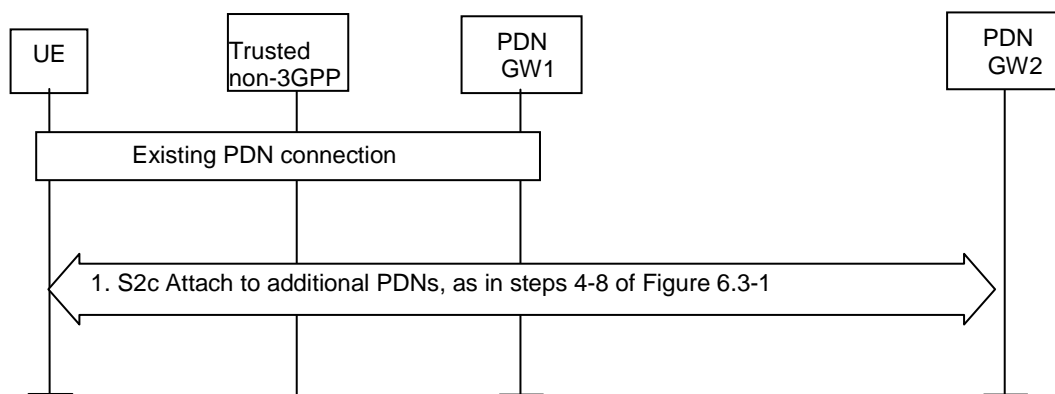 UE
Trusted
non-3GPP
PDN
GW1
PDN
GW2
Existing PDN connection
1. S2c Attach to additional PDNs, as in steps 4-8 of Figure 6.3-1